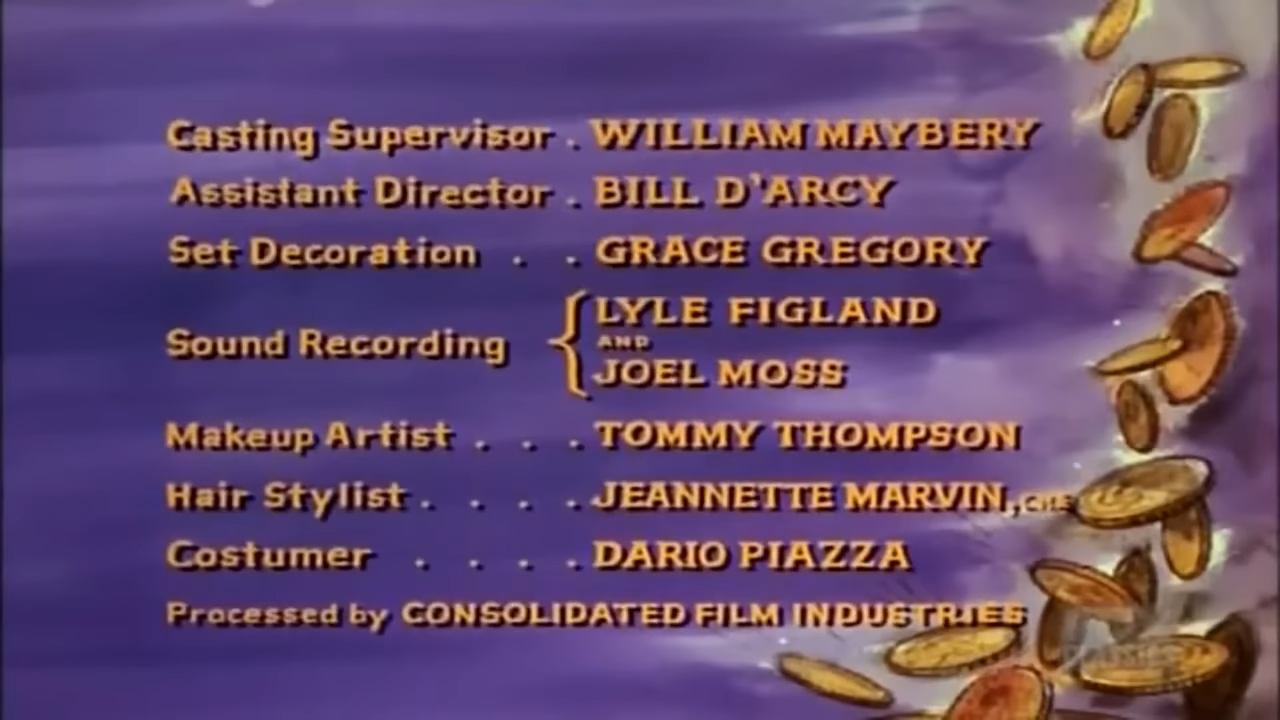 Casting Supervisor . WILLIAM MAYBERY
Assistant Director . BILL D'ARCY
Set Decoration . . GRACE GREGORY
Sound Recording { LYLE FIGLAND
AND
JOEL MOSS
Makeup Artist . . . TOMMY THOMPSON
Hair Stylist . . . . JEANNETTE MARVIN,
Costumer . . . . DARIO PIAZZA
Processed by CONSOLIDATED FILM INDUSTRIES